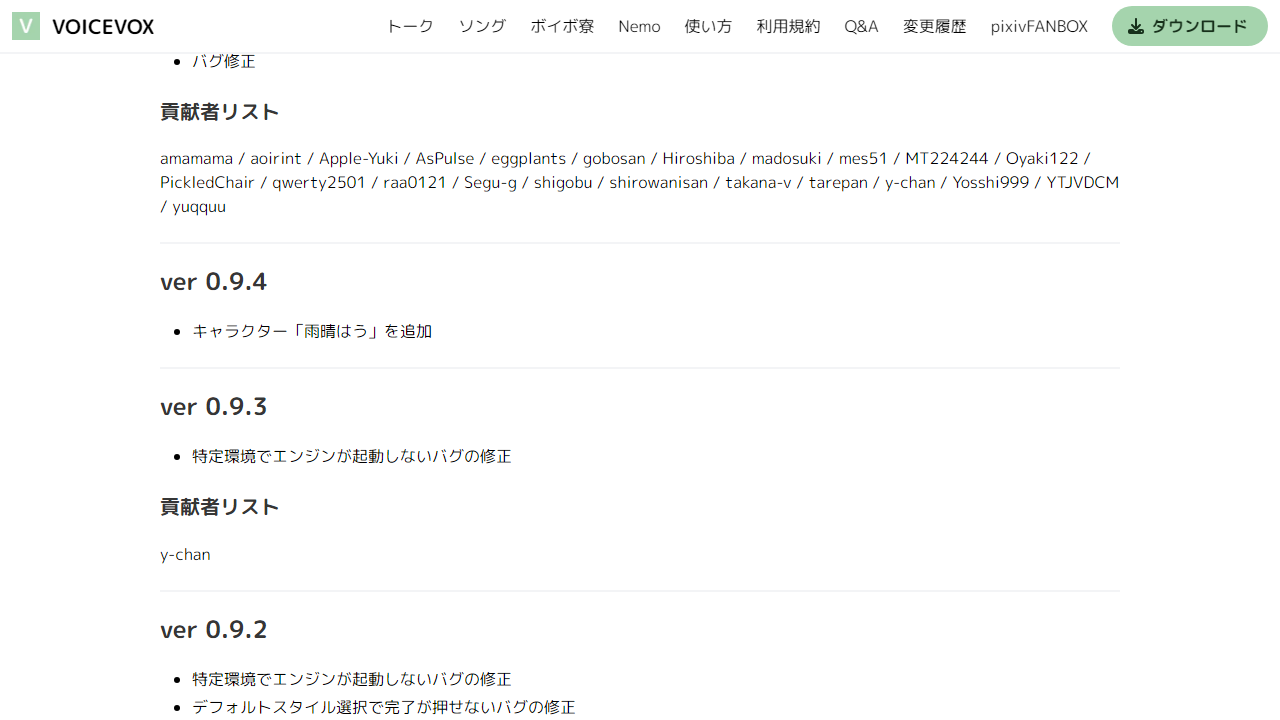 V VOICEVOX トーク ソング ボイボ寮 Nemo 使い方 利用規約 Q&A 変更履歴 pixivFANBOX ダウンロード
• バグ修正
貢献者リスト
amamama / aoirint / Apple-Yuki / AsPulse / eggplants / gobosan / Hiroshiba / madosuki / mes51 / MT224244 / Oyaki122 /
PickledChair / qwerty2501 / raa0121 / Segu-g / shigobu / shirowanisan / takana-v / tarepan / y-chan / Yosshi999 / YTJVDCM
/ yuqquu
ver 0.9.4
• キャラクター「雨晴はう」を追加
ver 0.9.3
• 特定環境でエンジンが起動しないバグの修正
貢献者リスト
y-chan
ver 0.9.2
• 特定環境でエンジンが起動しないバグの修正
• デフォルトスタイル選択で完了が押せないバグの修正